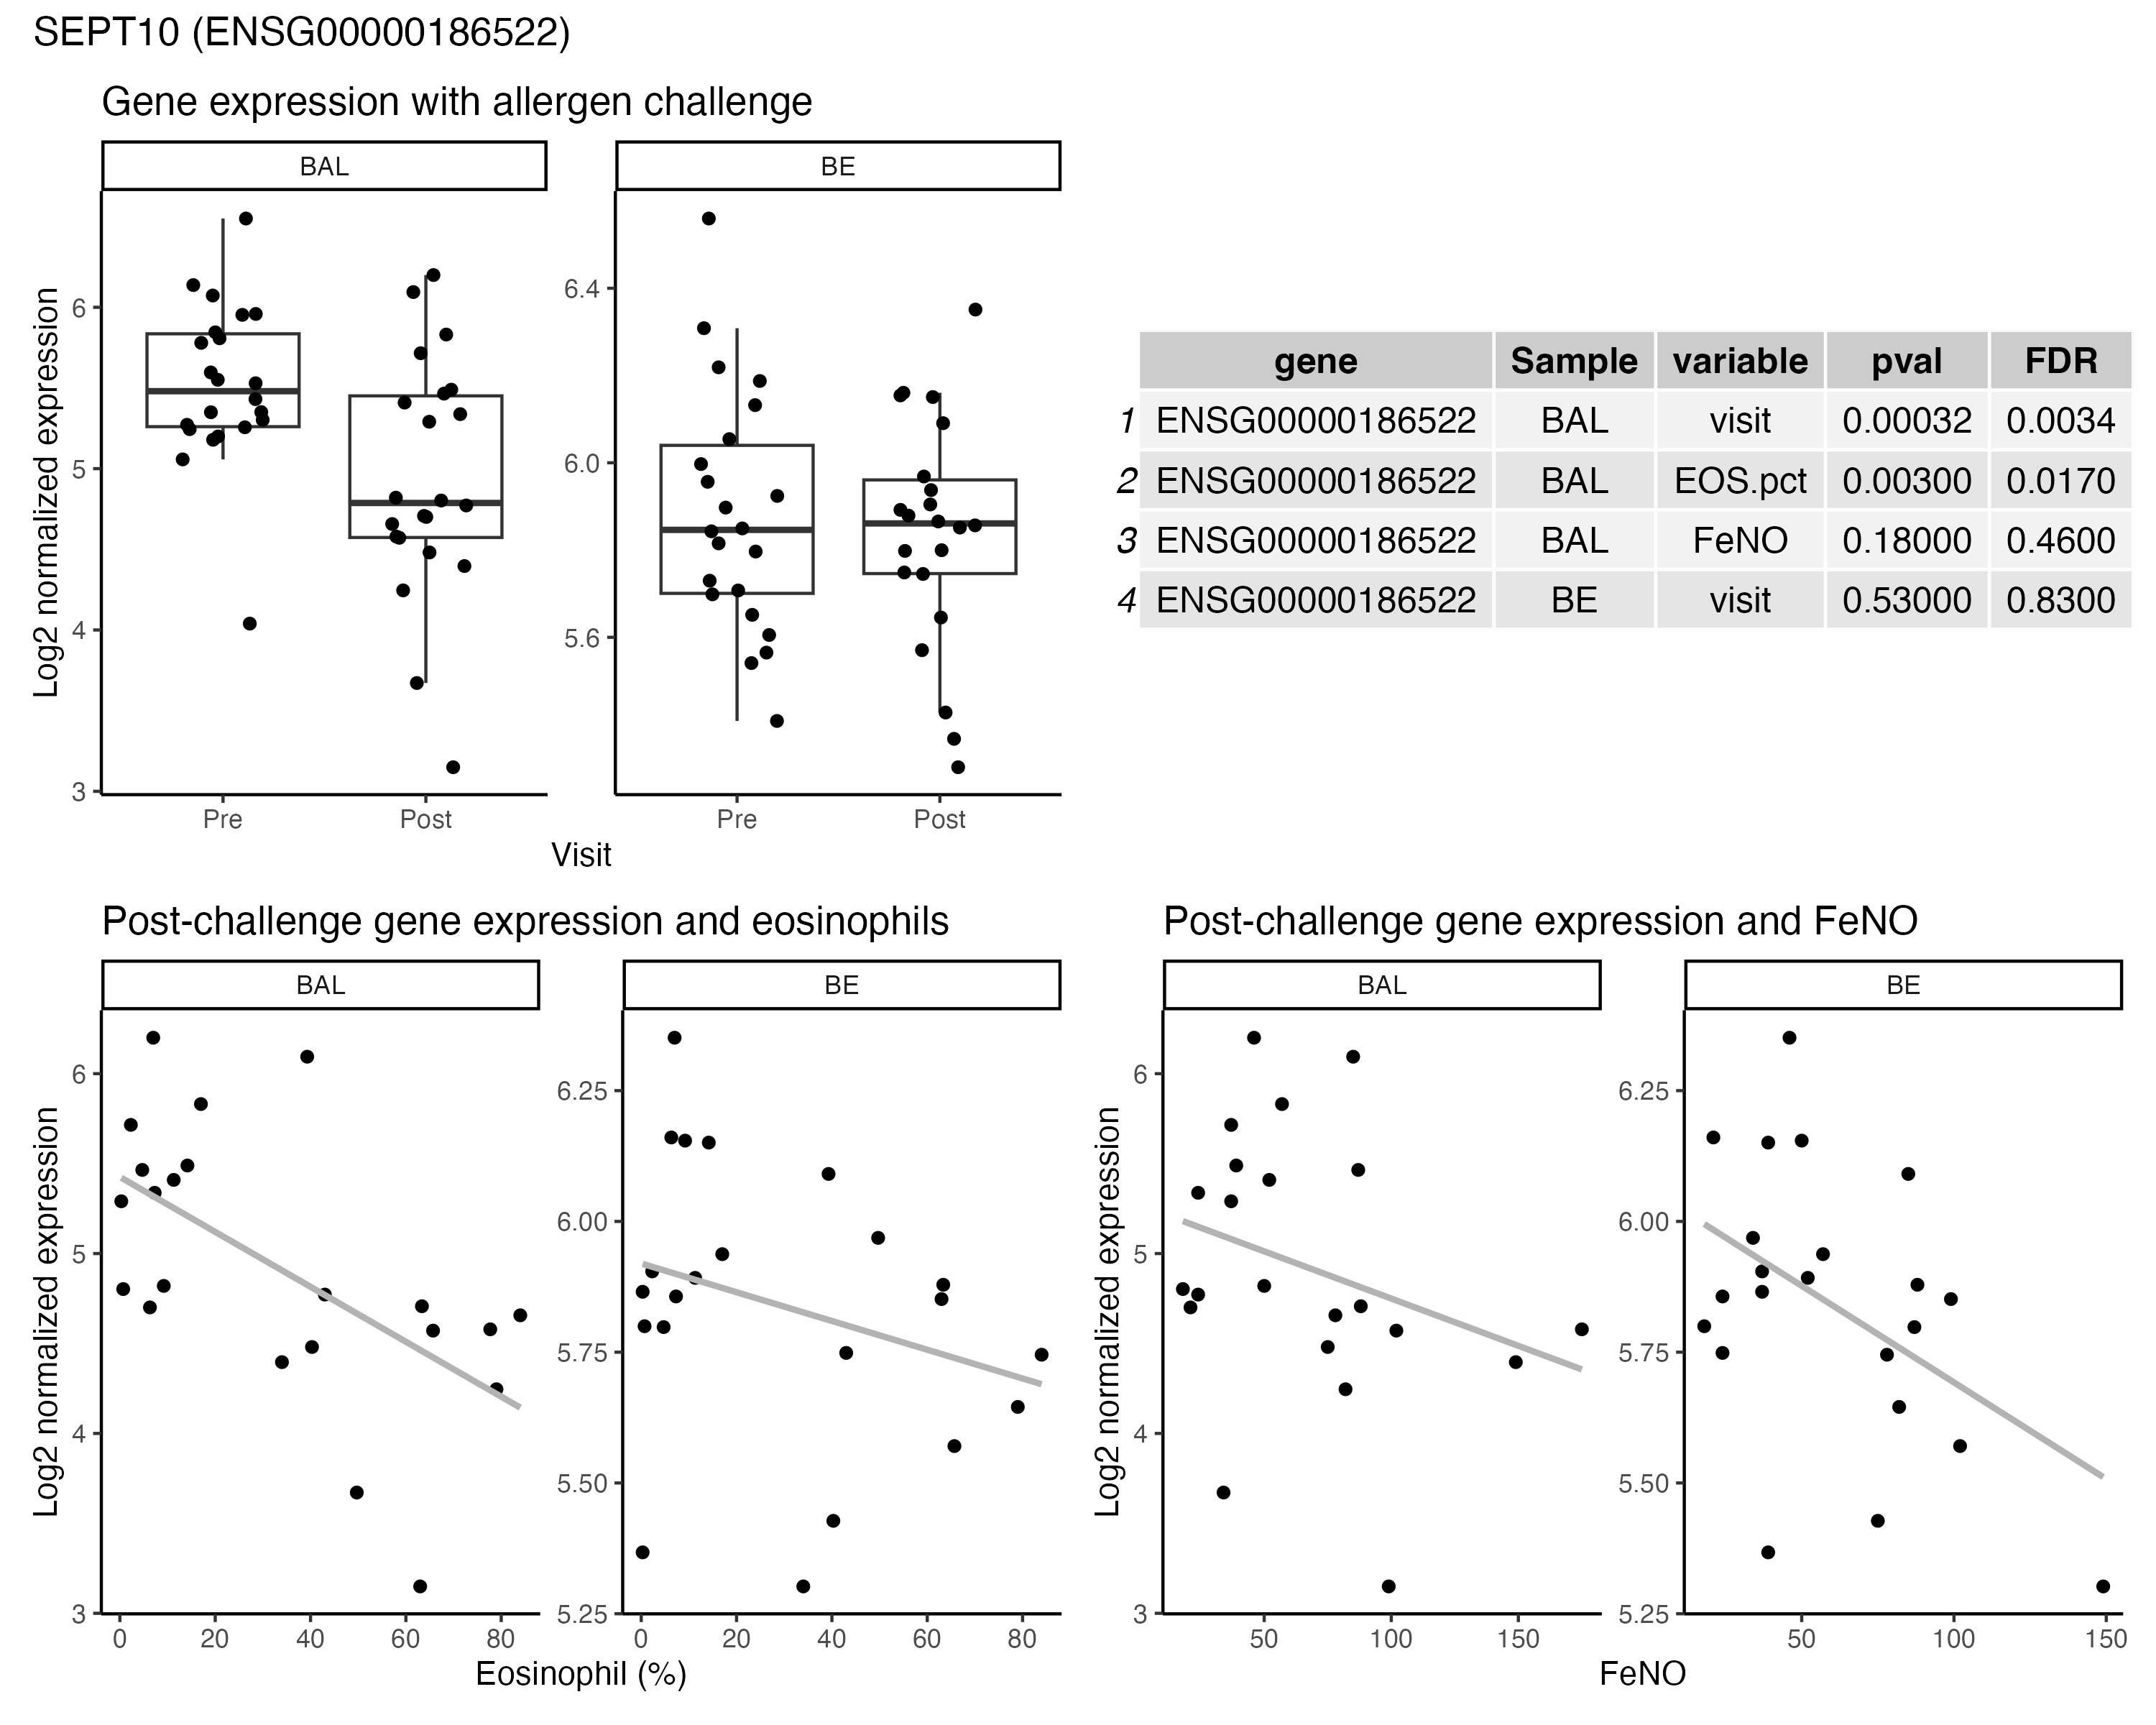 SEPT10 (ENSG00000186522)
Gene expression with allergen challenge
BAL BE
Log2 normalized expression
6
5
4
3
6.4
6.0
5.6
Pre Post Pre Post
Visit
gene Sample variable pval FDR
1 ENSG00000186522 BAL visit 0.00032 0.0034
2 ENSG00000186522 BAL EOS.pct 0.00300 0.0170
3 ENSG00000186522 BAL FeNO 0.18000 0.4600
4 ENSG00000186522 BE visit 0.53000 0.8300
Post-challenge gene expression and eosinophils
BAL BE
Log2 normalized expression
6
5
4
3
6.25
6.00
5.75
5.50
5.25
0 20 40 60 80 0 20 40 60 80
Eosinophil (%)
Post-challenge gene expression and FeNO
BAL BE
Log2 normalized expression
6
5
4
3
6.25
6.00
5.75
5.50
5.25
50 100 150 50 100 150
FeNO